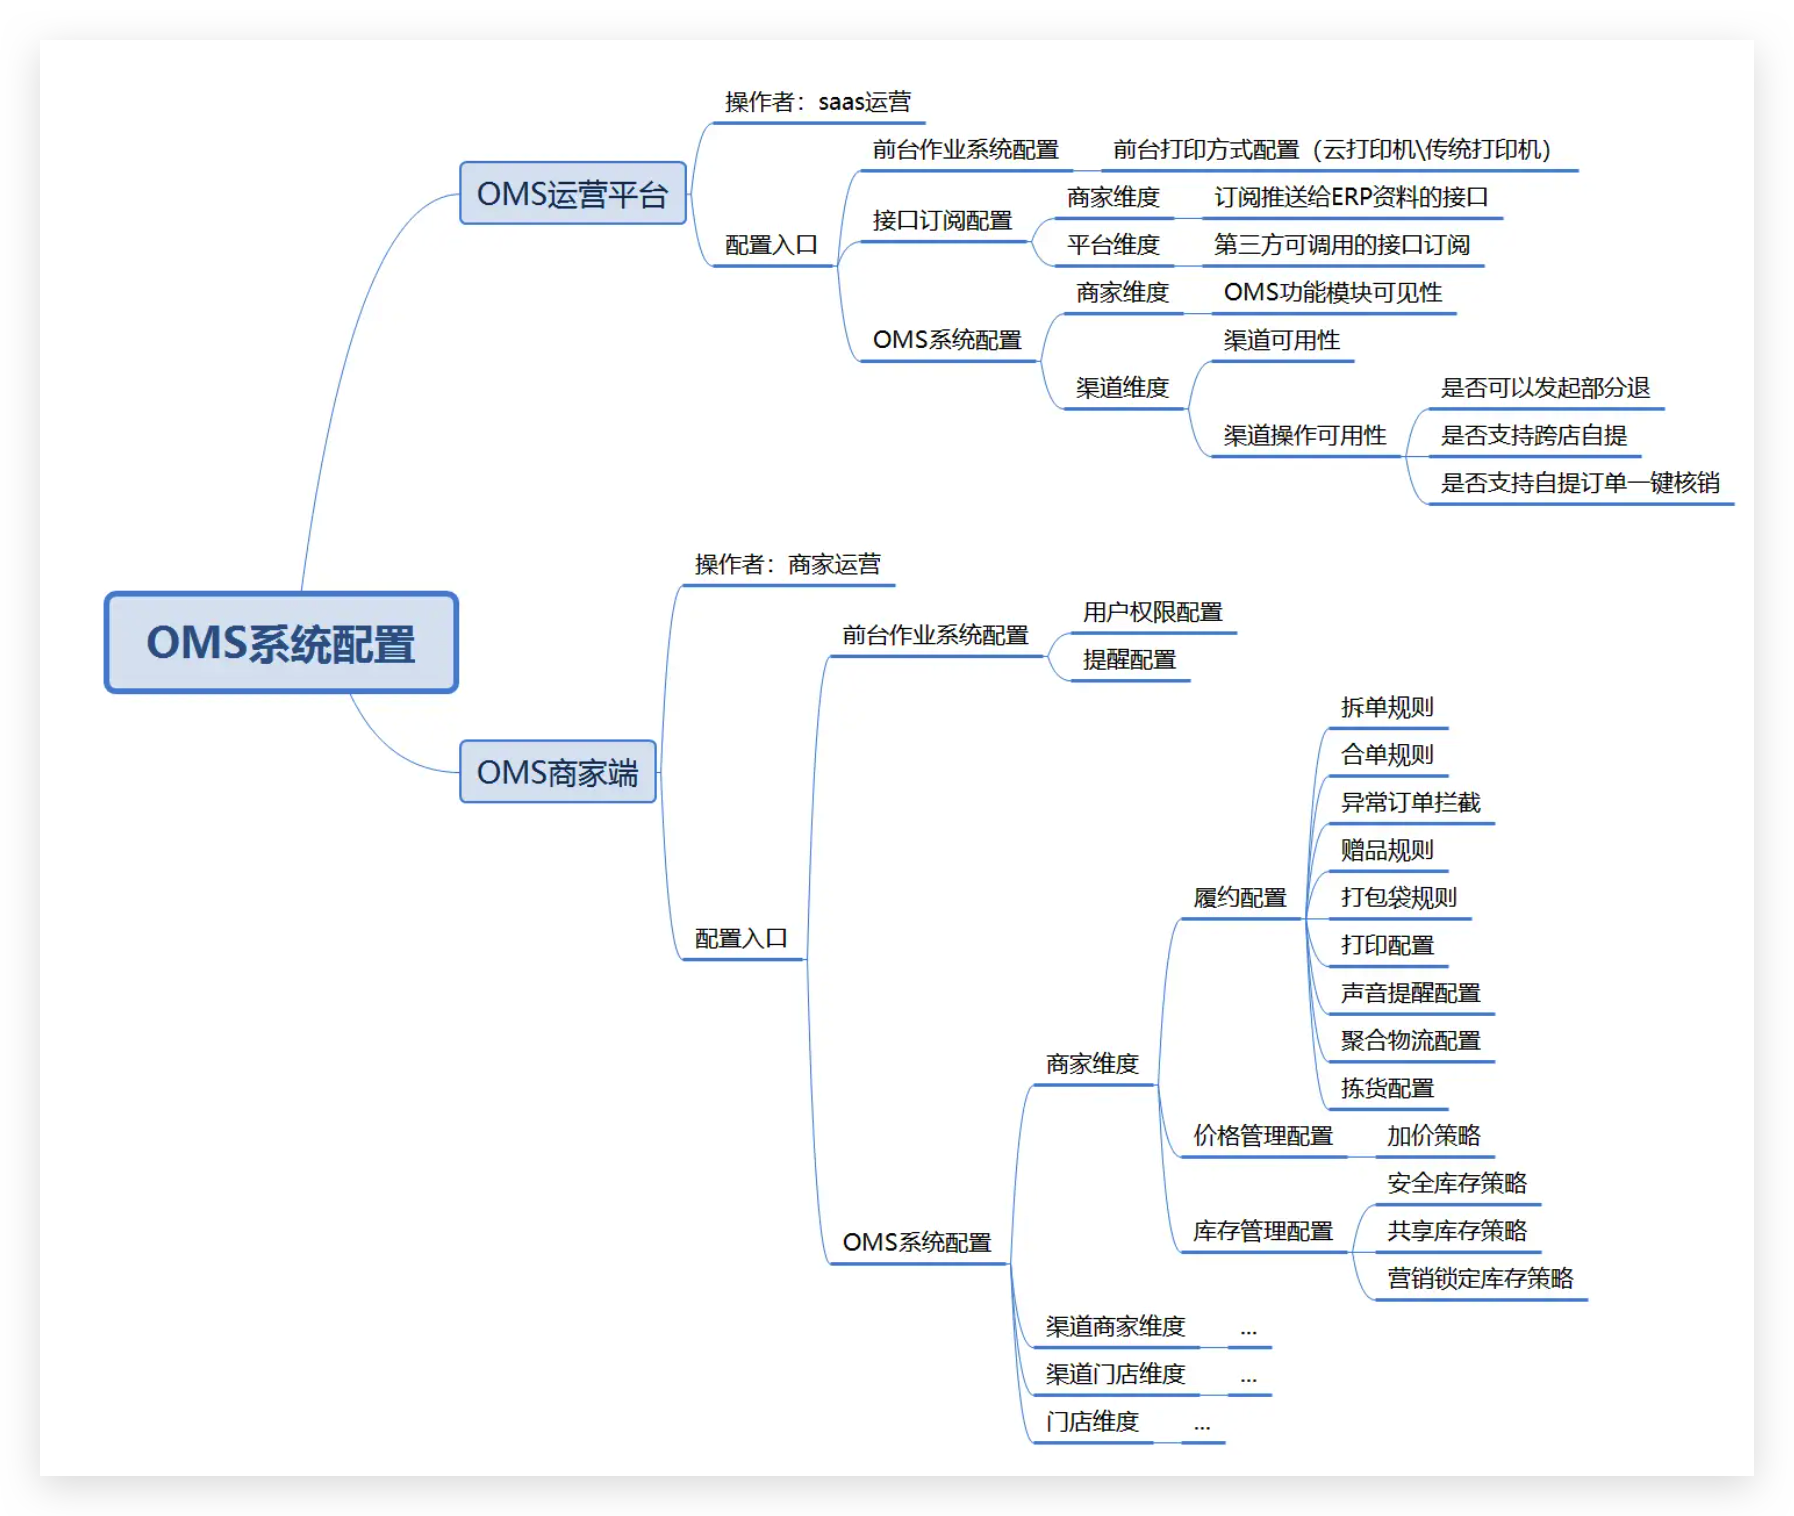 OMS系统配置
OMS运营平台
操作者：saas运营
配置入口
前台作业系统配置
前台打印方式配置（云打印机\传统打印机）
接口订阅配置
商家维度
订阅推送给ERP资料的接口
平台维度
第三方可调用的接口订阅
OMS系统配置
商家维度
OMS功能模块可见性
渠道维度
渠道可用性
渠道操作可用性
是否可以发起部分退
是否支持跨店自提
是否支持自提订单一键核销
OMS商家端
操作者：商家运营
配置入口
前台作业系统配置
用户权限配置
提醒配置
OMS系统配置
商家维度
履约配置
拆单规则
合单规则
异常订单拦截
赠品规则
打包袋规则
打印配置
声音提醒配置
聚合物流配置
拣货配置
价格管理配置
加价策略
库存管理配置
安全库存策略
共享库存策略
营销锁定库存策略
渠道商家维度
...
渠道门店维度
...
门店维度
...